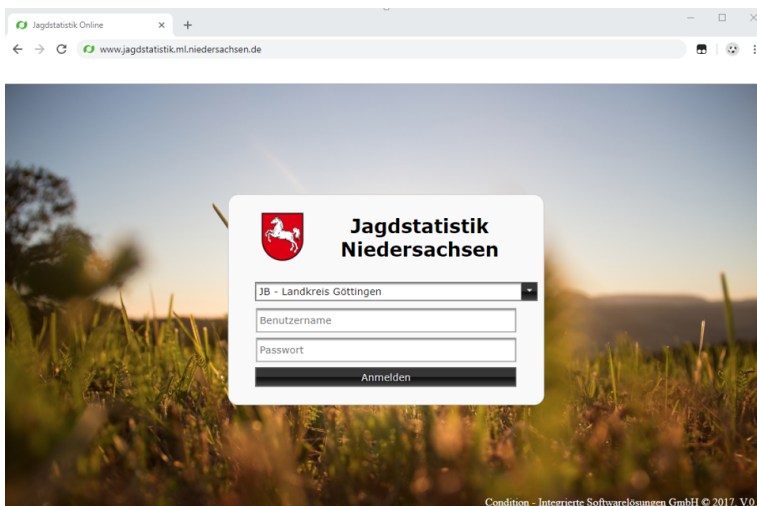 Jagdstatistik Online
www.jagdstatistik.ml.niedersachsen.de
Jagdstatistik
Niedersachsen
JB - Landkreis Göttingen
Benutzername
Passwort
Anmelden
Condition - Integrierte Softwarelösungen GmbH © 2017, V.0